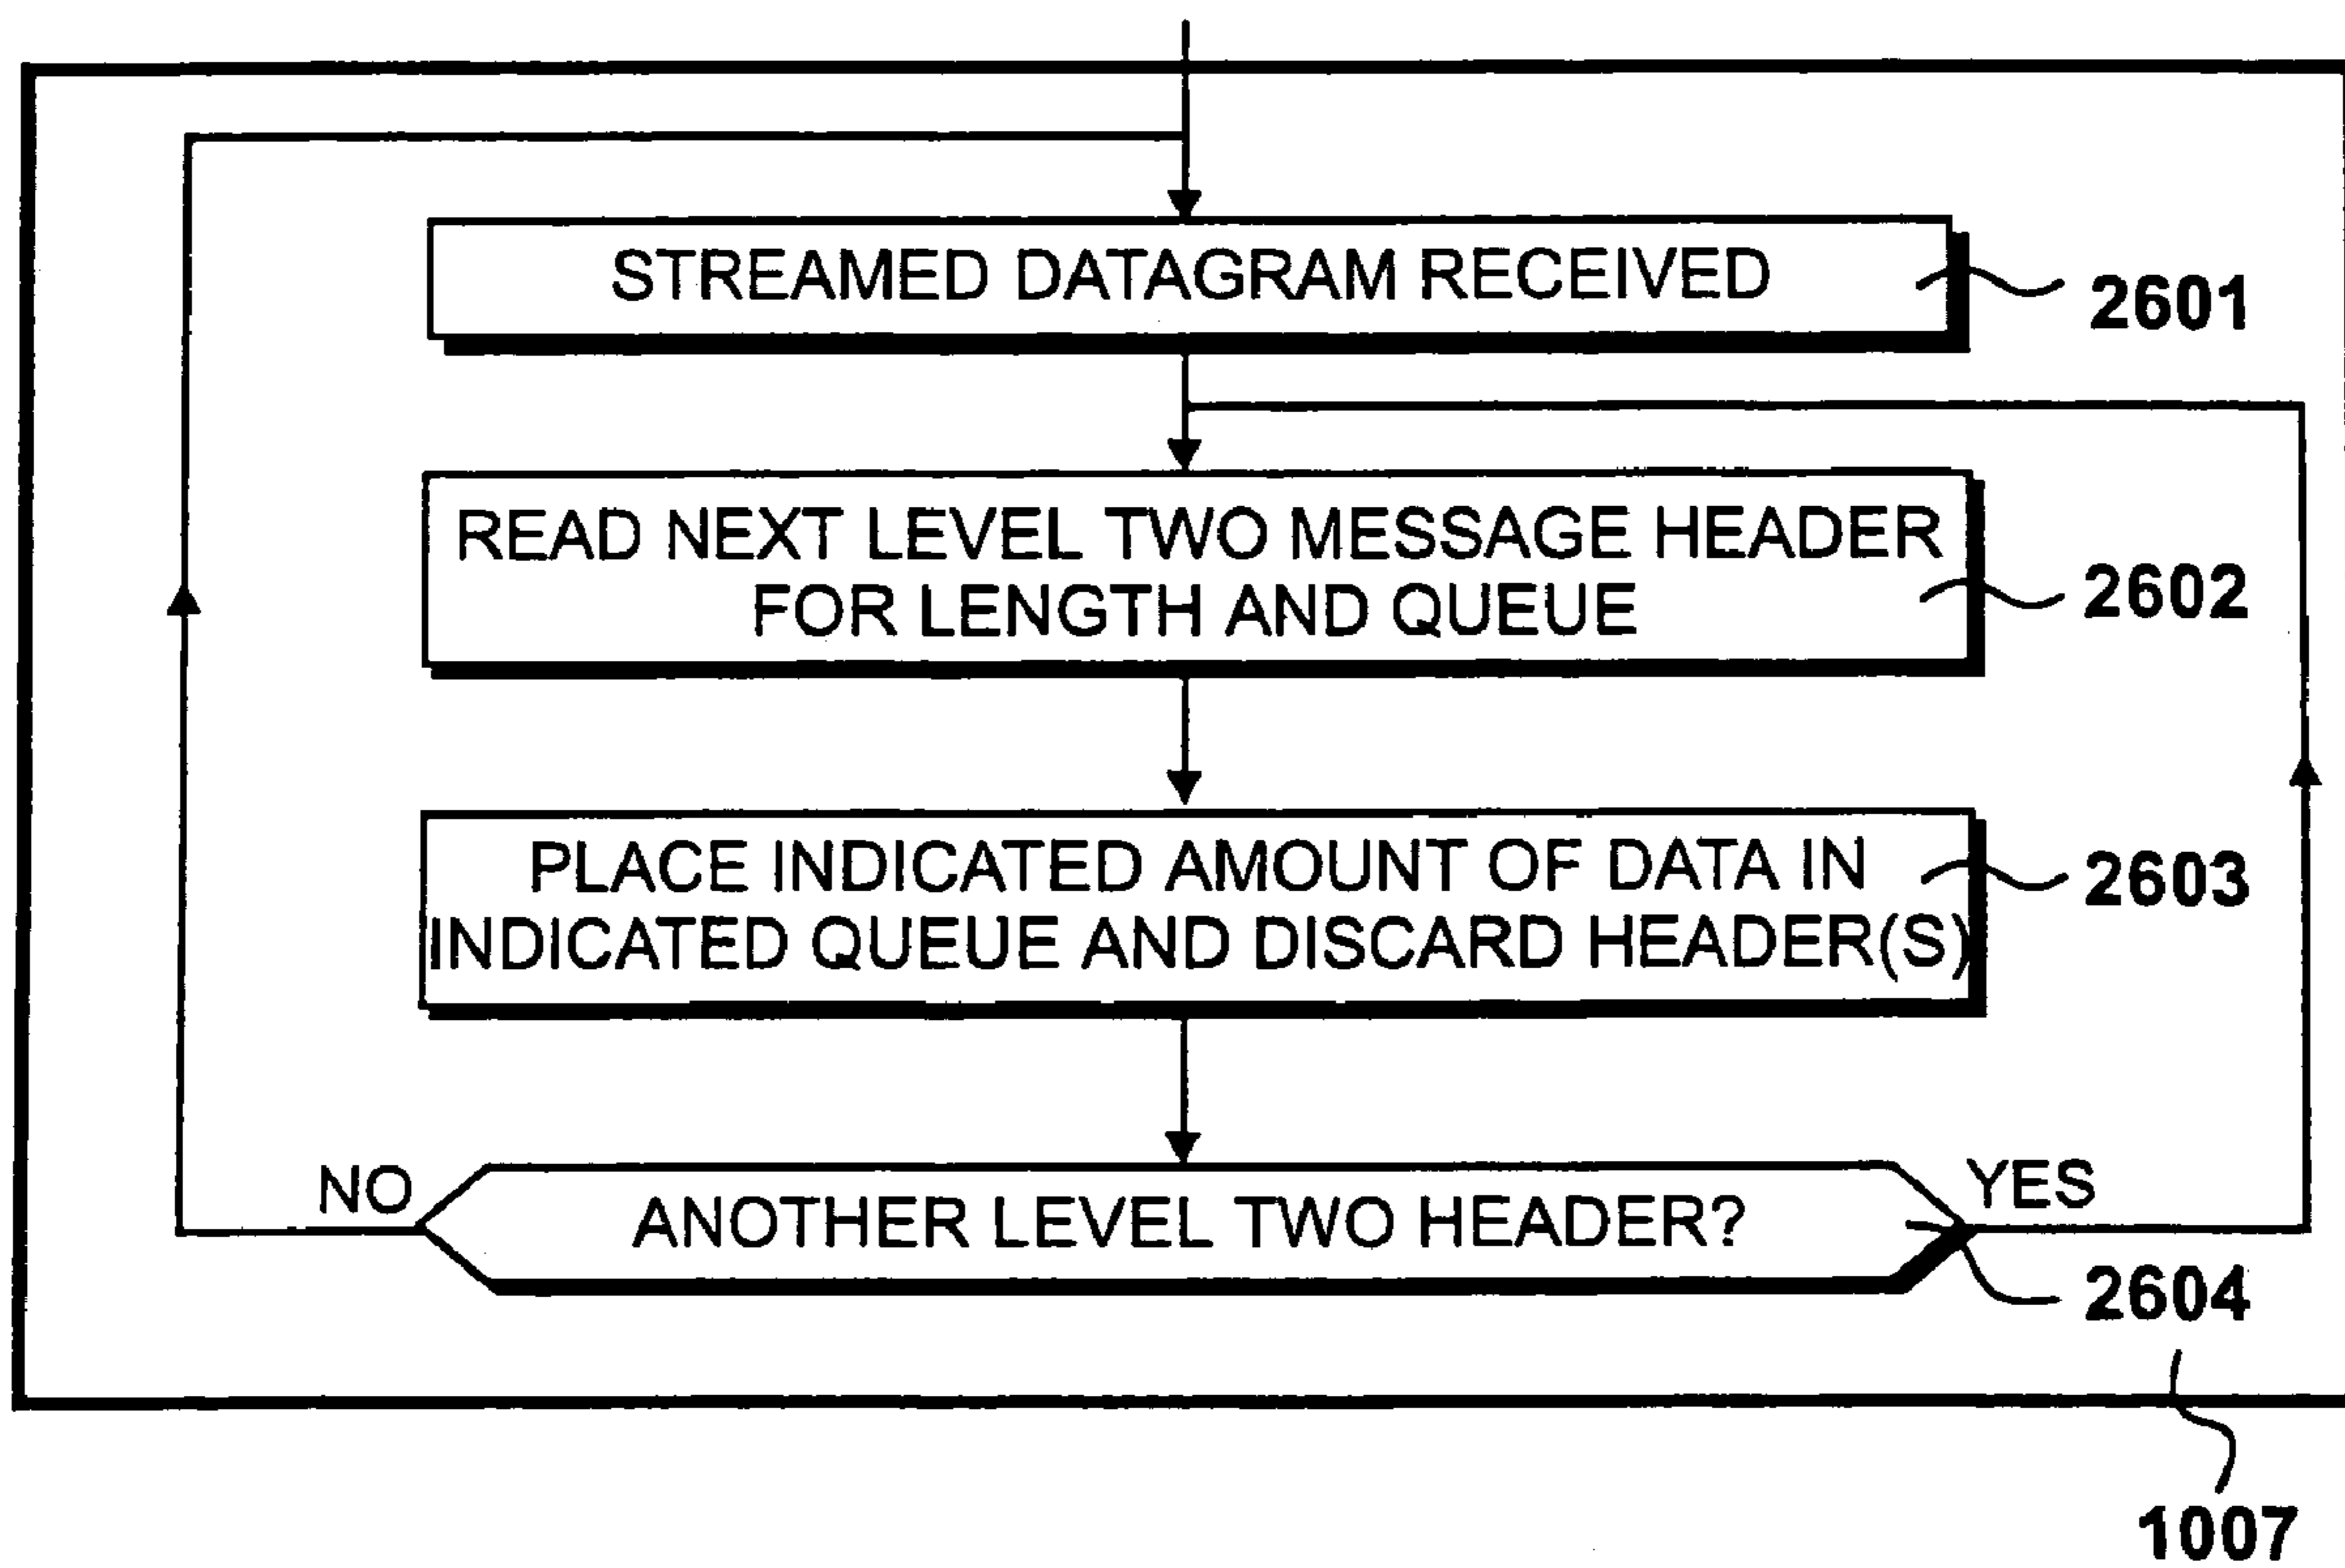 STREAMED DATAGRAM RECEIVED
2601
READ NEXT LEVEL TWO MESSAGE HEADER
FOR LENGTH AND QUEUE
2602
PLACE INDICATED AMOUNT OF DATA IN
INDICATED QUEUE AND DISCARD HEADER(S)
2603
NO
ANOTHER LEVEL TWO HEADER?
YES
2604
1007